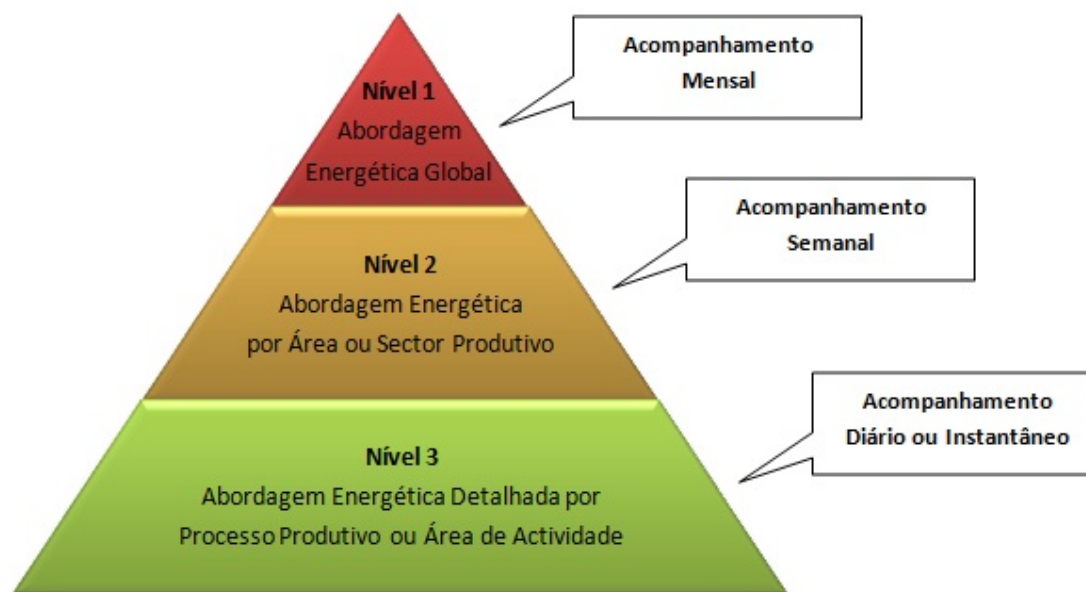 Nível 1
Abordagem
Energética Global
Acompanhamento
Mensal
Nível 2
Abordagem Energética
por Área ou Sector Produtivo
Acompanhamento
Semanal
Nível 3
Abordagem Energética Detalhada por
Processo Produtivo ou Área de Actividade
Acompanhamento
Diário ou Instantâneo